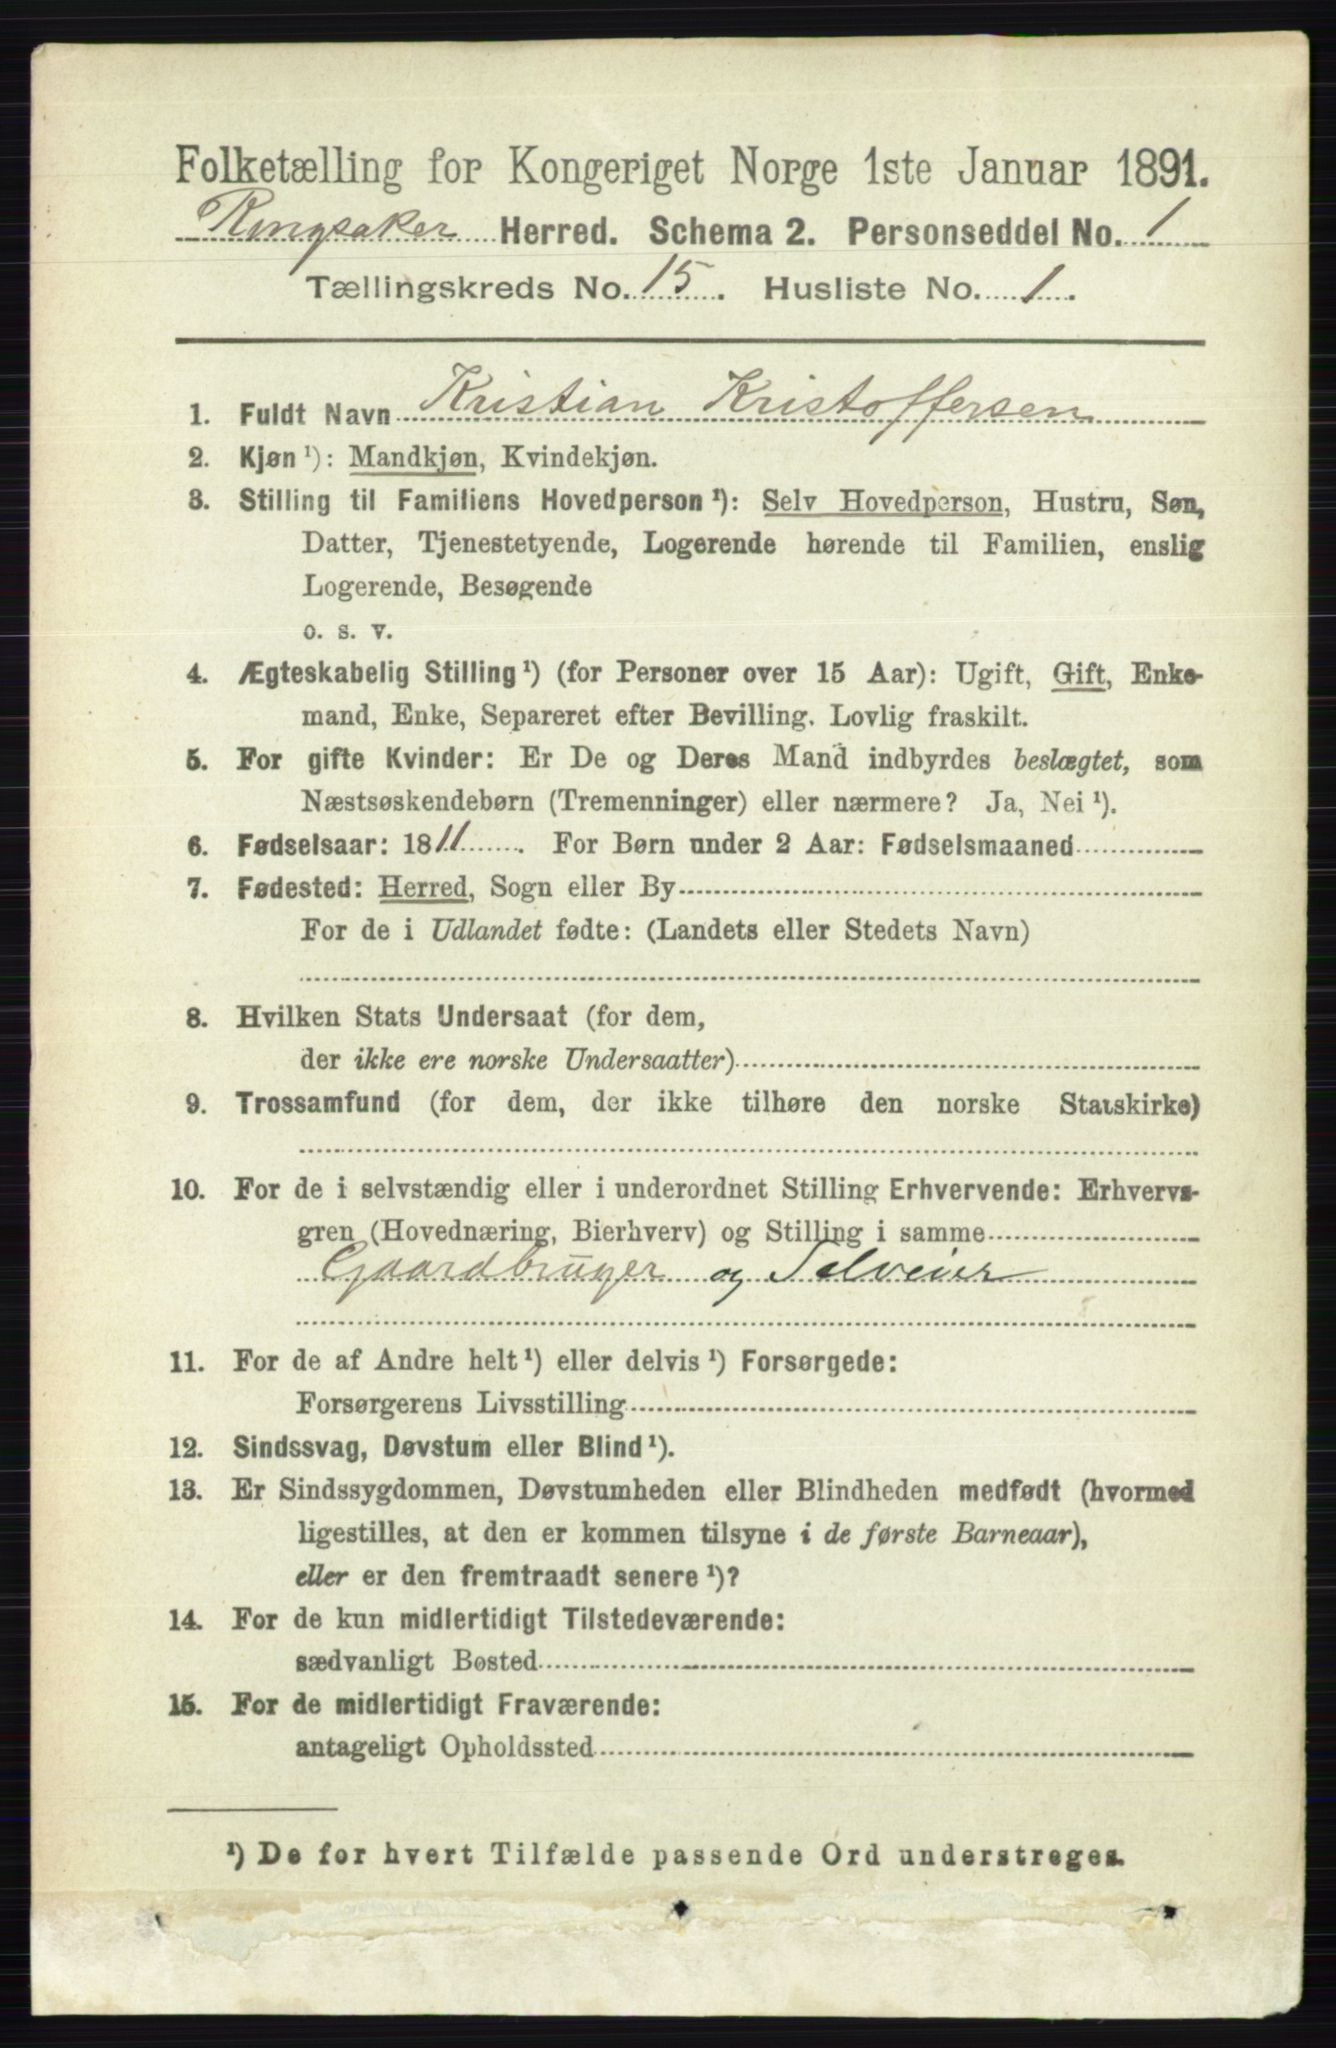 Folketælling for Kongeriget Norge 1ste Januar 1891.
Ringsaker Herred. Schema 2. Personseddel No. 1
Tællingskreds No. 15. Husliste No. 1.
1. Fuldt Navn Kristian Kristoffersen
2. Kjøn ¹): Mandkjøn, Kvindekjøn.
3. Stilling til Familiens Hovedperson ¹): Selv Hovedperson, Hustru, Søn,
Datter, Tjenestetyende, Logerende hørende til Familien, enslig
Logerende, Besøgende
o. s. v.
4. Ægteskabelig Stilling ¹) (for Personer over 15 Aar): Ugift, Gift, Enke-
mand, Enke, Separeret efter Bevilling. Lovlig fraskilt.
5. For gifte Kvinder: Er De og Deres Mand indbyrdes beslægtet, som
Næstsøskendebørn (Tremenninger) eller nærmere? Ja, Nei ¹).
6. Fødselsaar: 1811. For Børn under 2 Aar: Fødselsmaaned
7. Fødested: Herred, Sogn eller By
For de i Udlandet fødte: (Landets eller Stedets Navn)
8. Hvilken Stats Undersaat (for dem,
der ikke ere norske Undersaatter)
9. Trossamfund (for dem, der ikke tilhøre den norske Statskirke)
10. For de i selvstændig eller i underordnet Stilling Erhvervende: Erhvervs-
gren (Hovednæring, Bierhverv) og Stilling i samme
Gaardbruger og Selveier
11. For de af Andre helt ¹) eller delvis ¹) Forsørgede:
Forsørgerens Livsstilling
12. Sindssvag, Døvstum eller Blind ¹).
13. Er Sindssygdommen, Døvstumheden eller Blindheden medfødt (hvormed
ligestilles, at den er kommen tilsyne i de første Barneaar),
eller er den fremtraadt senere ¹)?
14. For de kun midlertidigt Tilstedeværende:
sædvanligt Bosted
15. For de midlertidigt Fraværende:
antageligt Opholdssted
¹) De for hvert Tilfælde passende Ord understreges.